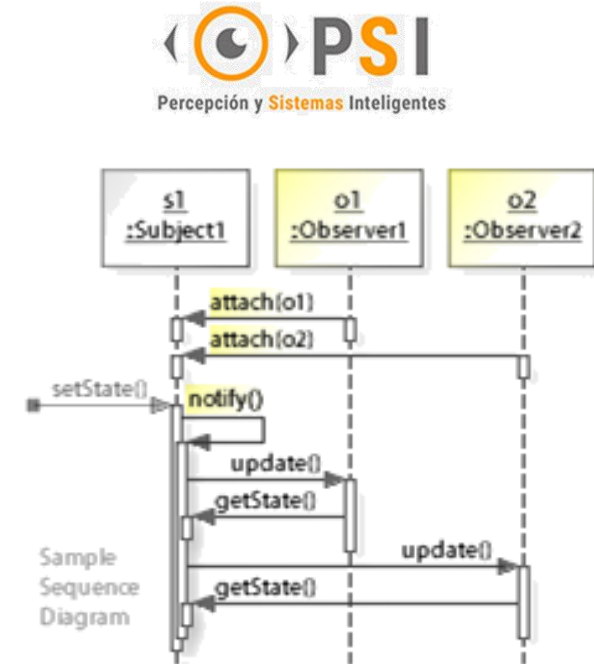 PSI
Percepción y Sistemas Inteligentes
s1
:Subject1
o1
:Observer1
o2
:Observer2
attach(o1)
attach(o2)
setState()
notify()
update()
getState()
update()
getState()
Sample
Sequence
Diagram